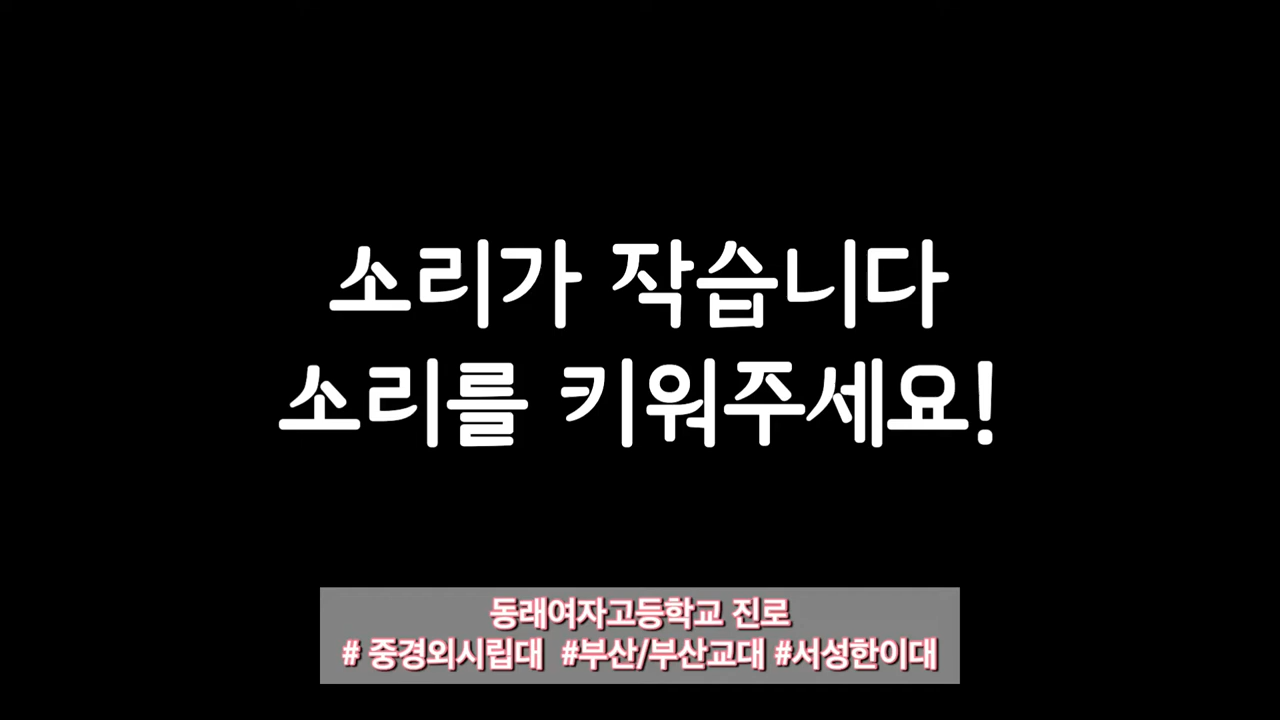 소리가 작습니다
소리를 키워주세요!
동래여자고등학교 진로
# 중경외시립대 #부산/부산교대 #서성한이대